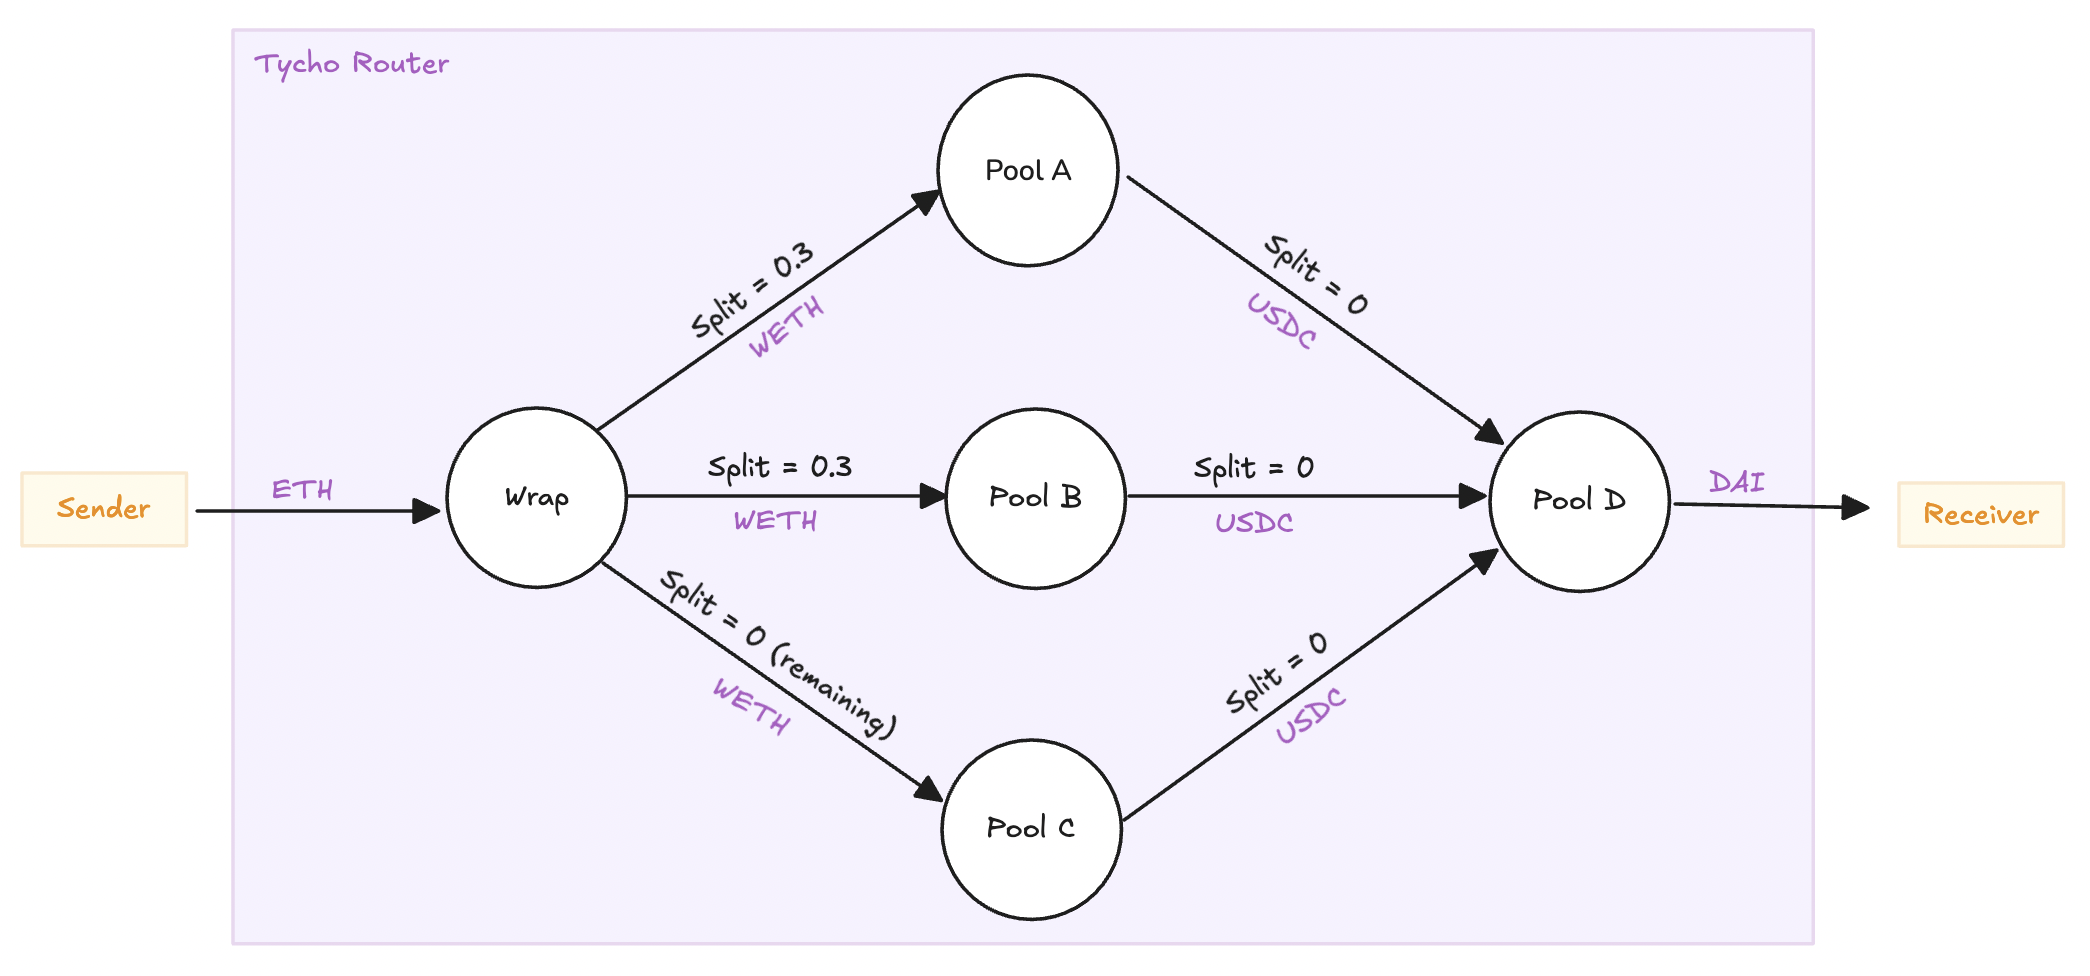 Tycho Router
Pool A
Split = 0.3
WETH
Split = 0
USDC
Sender
ETH
Wrap
Split = 0.3
WETH
Pool B
Split = 0
USDC
Pool D
DAI
Receiver
Split = 0 (remaining)
WETH
Pool C
Split = 0
USDC